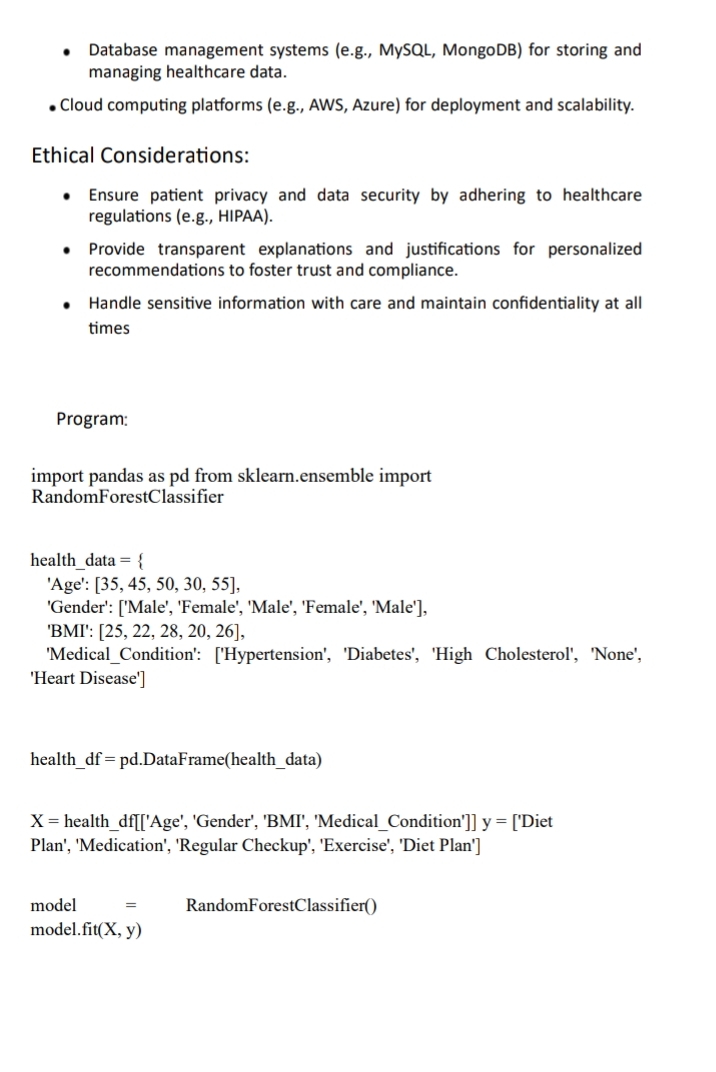 • Database management systems (e.g., MySQL, MongoDB) for storing and
managing healthcare data.
• Cloud computing platforms (e.g., AWS, Azure) for deployment and scalability.
Ethical Considerations:
• Ensure patient privacy and data security by adhering to healthcare
regulations (e.g., HIPAA).
• Provide transparent explanations and justifications for personalized
recommendations to foster trust and compliance.
• Handle sensitive information with care and maintain confidentiality at all
times
Program:
import pandas as pd from sklearn.ensemble import
RandomForestClassifier
health_data = {
'Age': [35, 45, 50, 30, 55],
'Gender': ['Male', 'Female', 'Male', 'Female', 'Male'],
'BMI': [25, 22, 28, 20, 26],
'Medical_Condition': ['Hypertension', 'Diabetes', 'High Cholesterol', 'None',
'Heart Disease']
health_df = pd.DataFrame(health_data)
X = health_df[['Age', 'Gender', 'BMI', 'Medical_Condition']] y = ['Diet
Plan', 'Medication', 'Regular Checkup', 'Exercise', 'Diet Plan']
model = RandomForestClassifier()
model.fit(X, y)